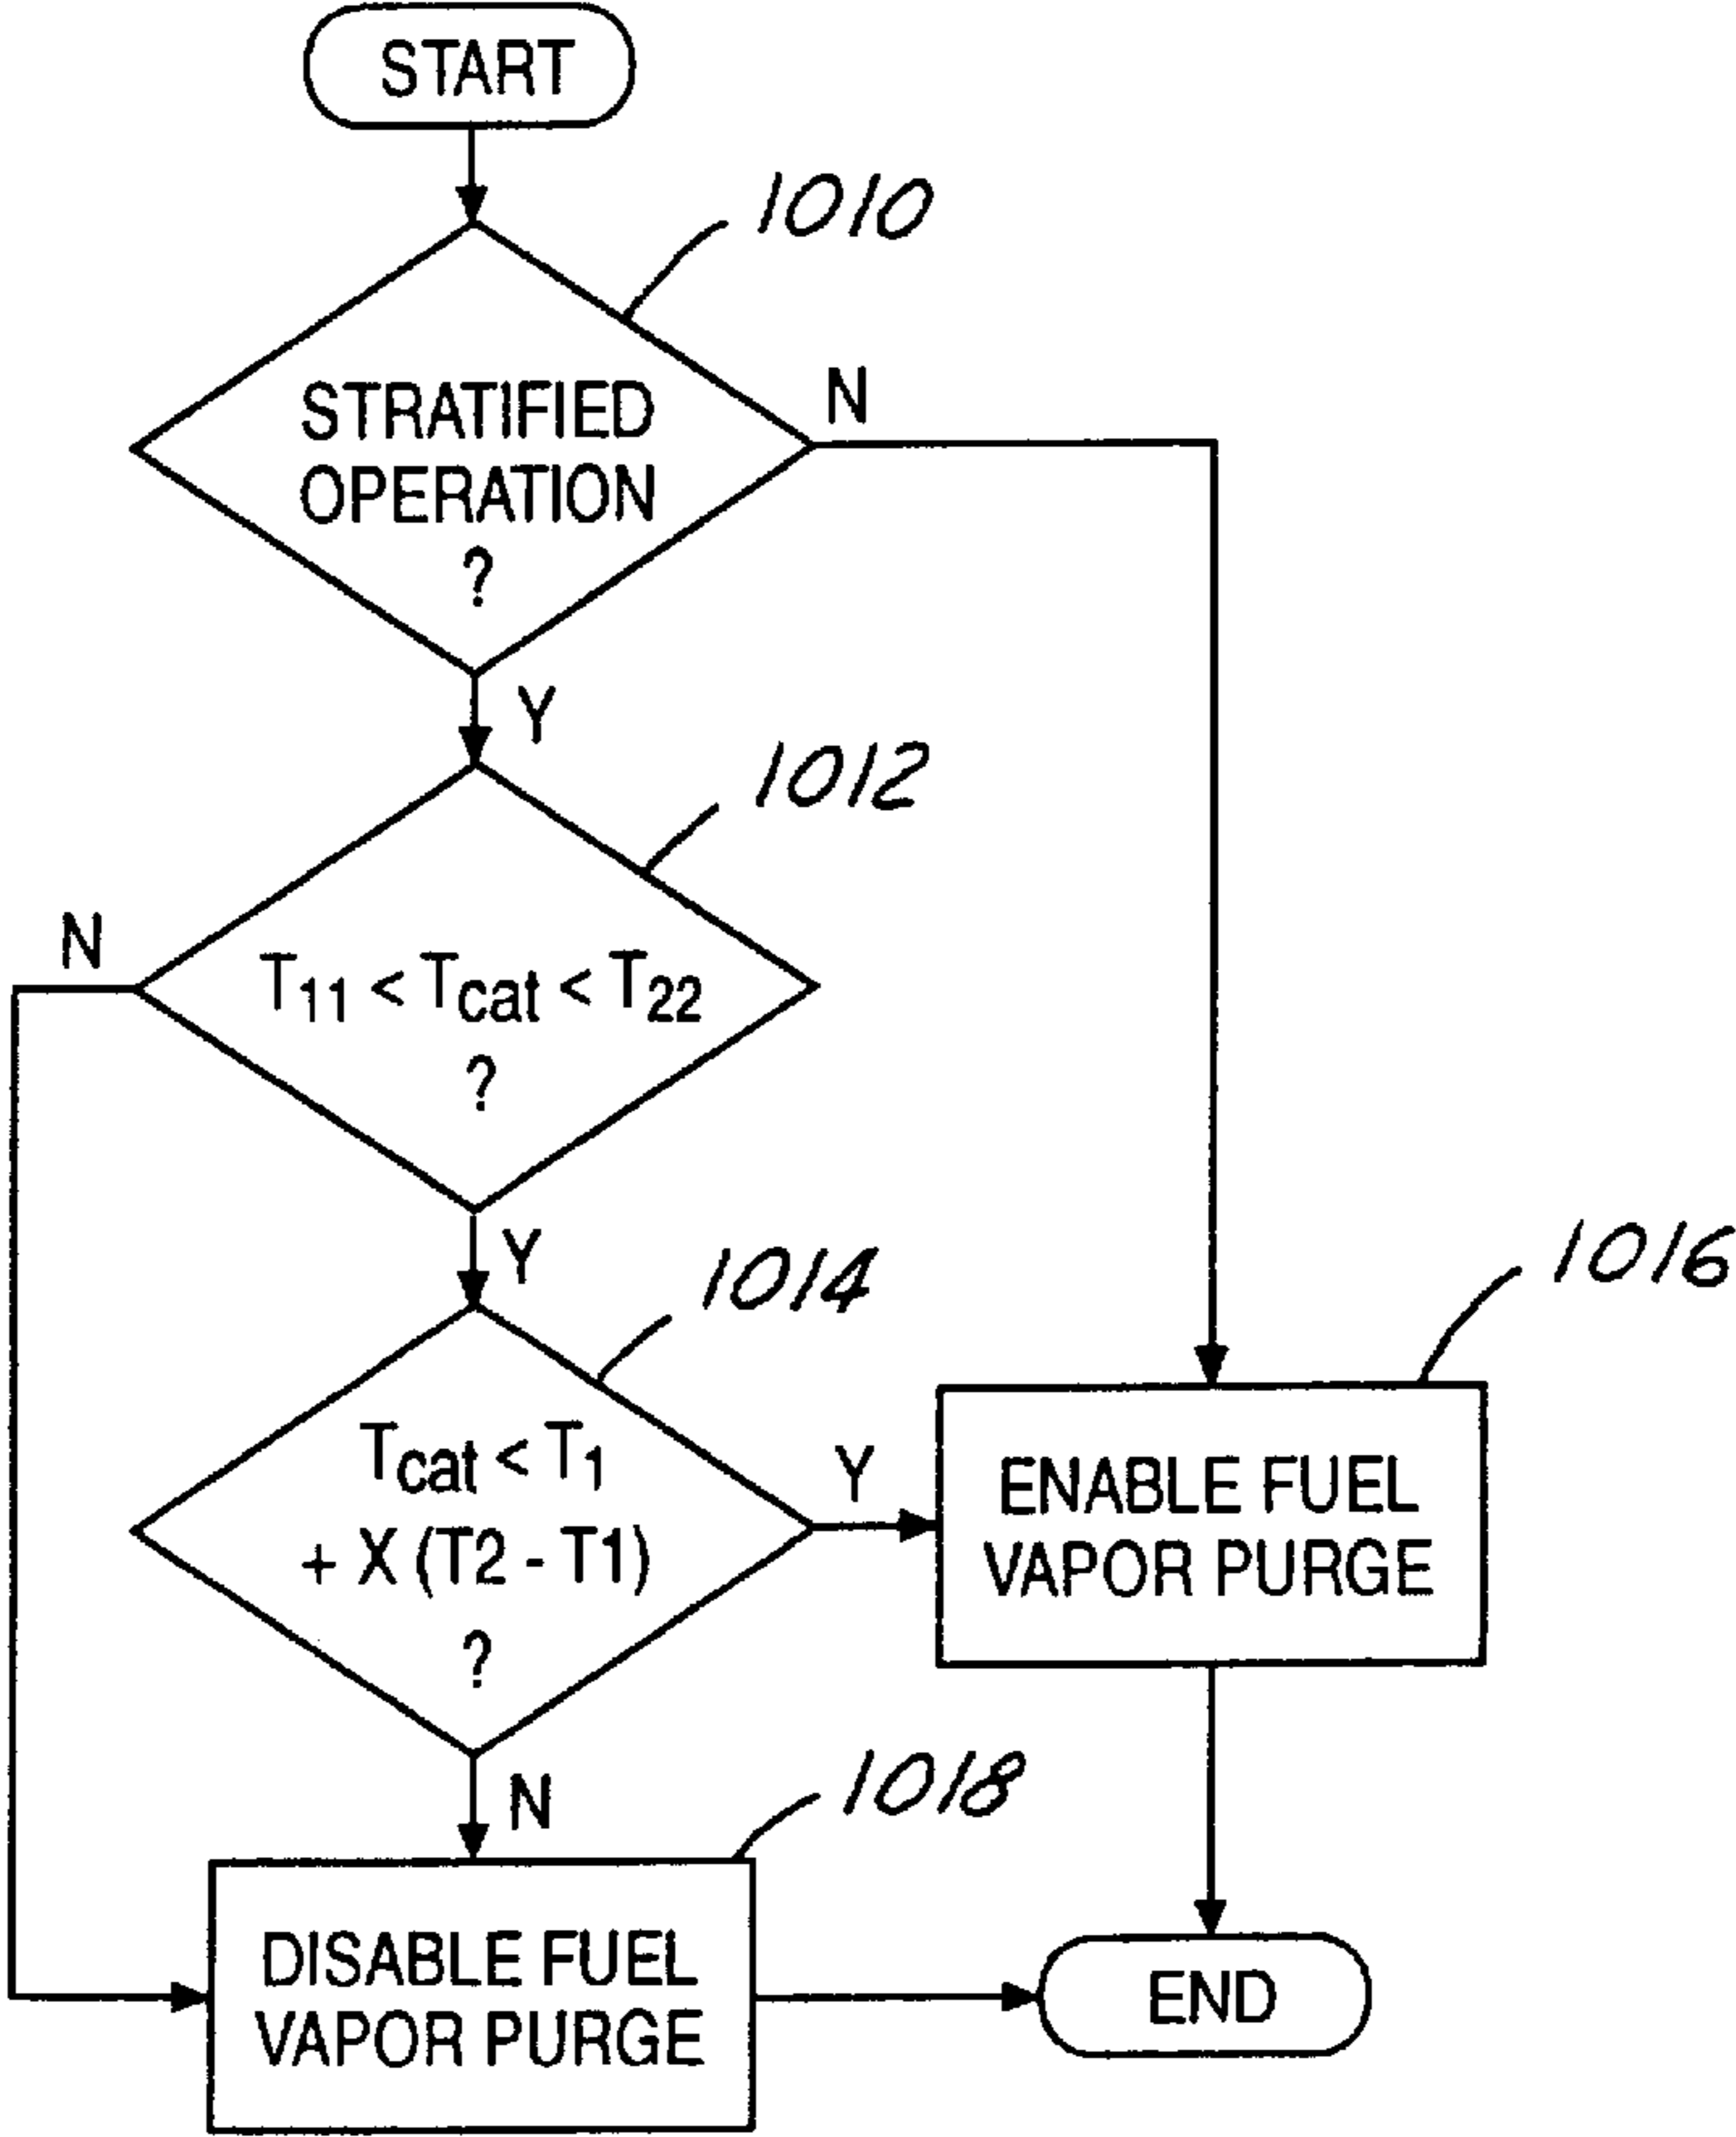 START
1010
STRATIFIED
OPERATION
?
N
Y
1012
N
T11 < Tcat < T22
?
Y
1014
1016
Tcat < T1
+ X (T2 - T1)
?
Y
ENABLE FUEL
VAPOR PURGE
N
1018
DISABLE FUEL
VAPOR PURGE
END